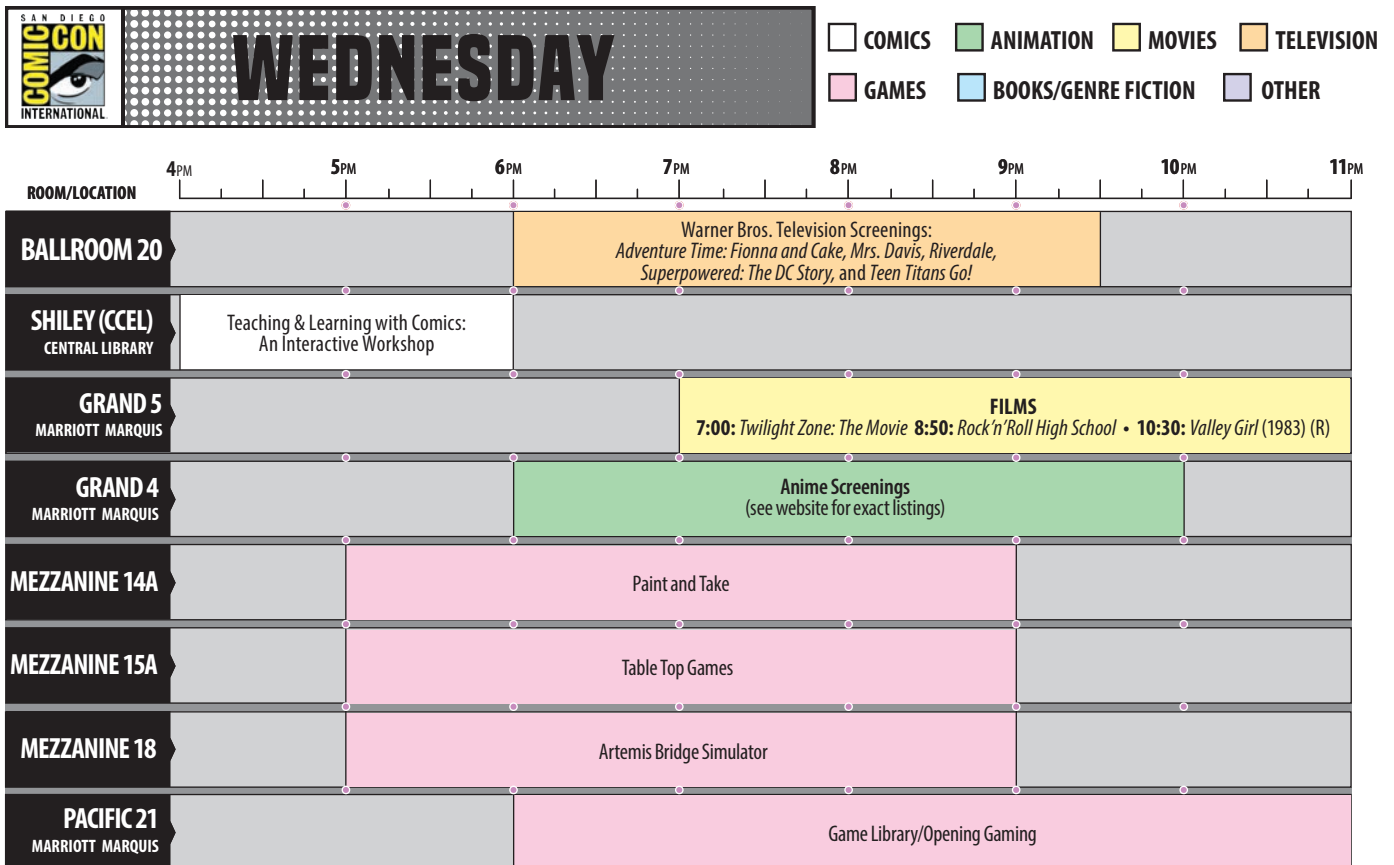 SAN DIEGO
COMIC CON
INTERNATIONAL.
WEDNESDAY
COMICS
ANIMATION
MOVIES
TELEVISION
GAMES
BOOKS/GENRE FICTION
OTHER
ROOM/LOCATION
4PM 5PM 6PM 7PM 8PM 9PM 10PM 11PM
BALLROOM 20
Warner Bros. Television Screenings:
Adventure Time: Fionna and Cake, Mrs. Davis, Riverdale,
Superpowered: The DC Story, and Teen Titans Go!
SHILEY (CCEL)
CENTRAL LIBRARY
Teaching & Learning with Comics:
An Interactive Workshop
GRAND 5
MARRIOTT MARQUIS
FILMS
7:00: Twilight Zone: The Movie 8:50: Rock'n'Roll High School • 10:30: Valley Girl (1983) (R)
GRAND 4
MARRIOTT MARQUIS
Anime Screenings
(see website for exact listings)
MEZZANINE 14A
Paint and Take
MEZZANINE 15A
Table Top Games
MEZZANINE 18
Artemis Bridge Simulator
PACIFIC 21
MARRIOTT MARQUIS
Game Library/Opening Gaming